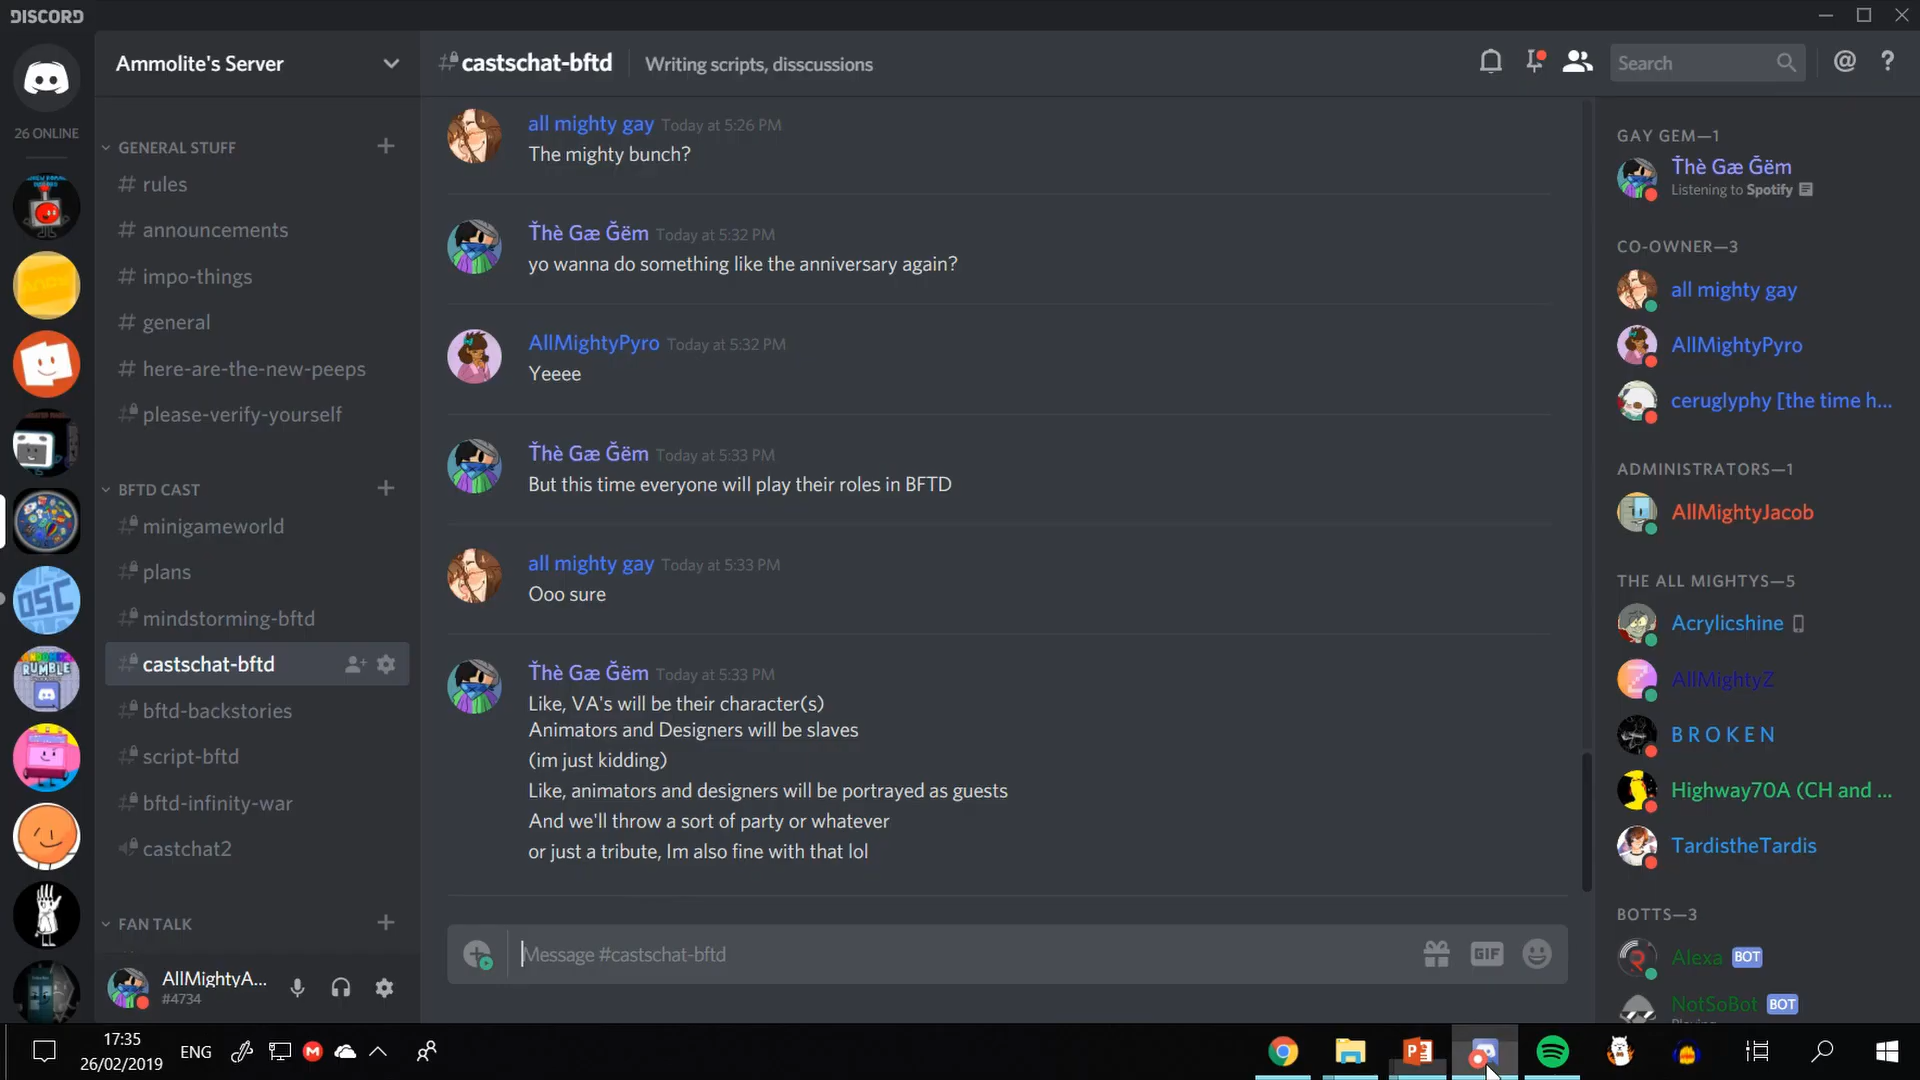 DISCORD
26 ONLINE
Ammolite's Server
GENERAL STUFF
# rules
# announcements
# impo-things
# general
# here-are-the-new-peeps
# please-verify-yourself
BFTD CAST
# minigameworld
# plans
# mindstorming-bftd
# castschat-bftd
# bftd-backstories
# script-bftd
# bftd-infinity-war
castchat2
FAN TALK
AllMightyA...
#4734
# castschat-bftd
Writing scripts, disscussions
Search
all mighty gay Today at 5:26 PM
The mighty bunch?
Ťhè Gæ Ğëm Today at 5:32 PM
yo wanna do something like the anniversary again?
AllMightyPyro Today at 5:32 PM
Yeeee
Ťhè Gæ Ğëm Today at 5:33 PM
But this time everyone will play their roles in BFTD
all mighty gay Today at 5:33 PM
Ooo sure
Ťhè Gæ Ğëm Today at 5:33 PM
Like, VA's will be their character(s)
Animators and Designers will be slaves
(im just kidding)
Like, animators and designers will be portrayed as guests
And we'll throw a sort of party or whatever
or just a tribute, Im also fine with that lol
Message #castschat-bftd
GIF
GAY GEM—1
Ťhè Gæ Ğëm
Listening to Spotify
CO-OWNER—3
all mighty gay
AllMightyPyro
ceruglyphy [the time h...
ADMINISTRATORS—1
AllMightyJacob
THE ALL MIGHTYS—5
Acrylicshine
AllMightyZ
B R O K E N
Highway70A (CH and ...
TardistheTardis
BOTTS—3
Alexa BOT
NotSoBot BOT
OSC
RUMBLE
17:35
26/02/2019
ENG